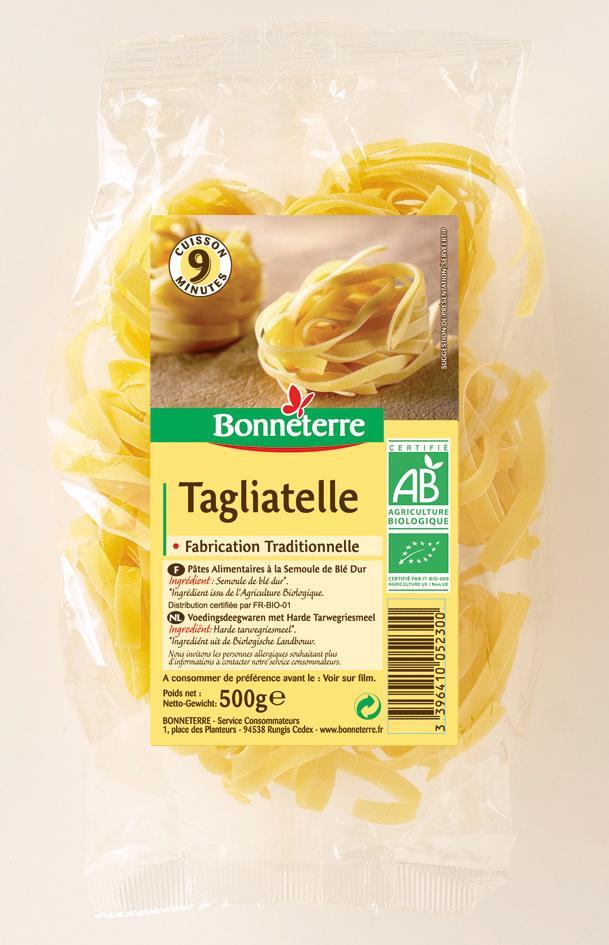 CUISSON
9
MINUTES
SUGGESTION DE PRÉSENTATION/SERVEERTIP
Bonneterre
Tagliatelle
• Fabrication Traditionnelle
F Pâtes Alimentaires à la Semoule de Blé Dur
Ingrédient : Semoule de blé dur*.
*Ingrédient issu de l'Agriculture Biologique.
Distribution certifiée par FR-BIO-01
NL Voedingsdeegwaren met Harde Tarwegriesmeel
Ingrediënt: Harde tarwegriesmeel*.
*Ingrediënt uit de Biologische Landbouw.
Nous invitons les personnes allergiques souhaitant plus
d'informations à contacter notre service consommateurs.
A consommer de préférence avant le : Voir sur film.
Poids net :
Netto-Gewicht: 500g e
BONNETERRE - Service Consommateurs
1, place des Planteurs - 94538 Rungis Cedex - www.bonneterre.fr
CERTIFIÉ
AB
AGRICULTURE
BIOLOGIQUE
CERTIFIÉ PAR IT-BIO-009
AGRICULTURE UE / Non UE
3 396410 052300